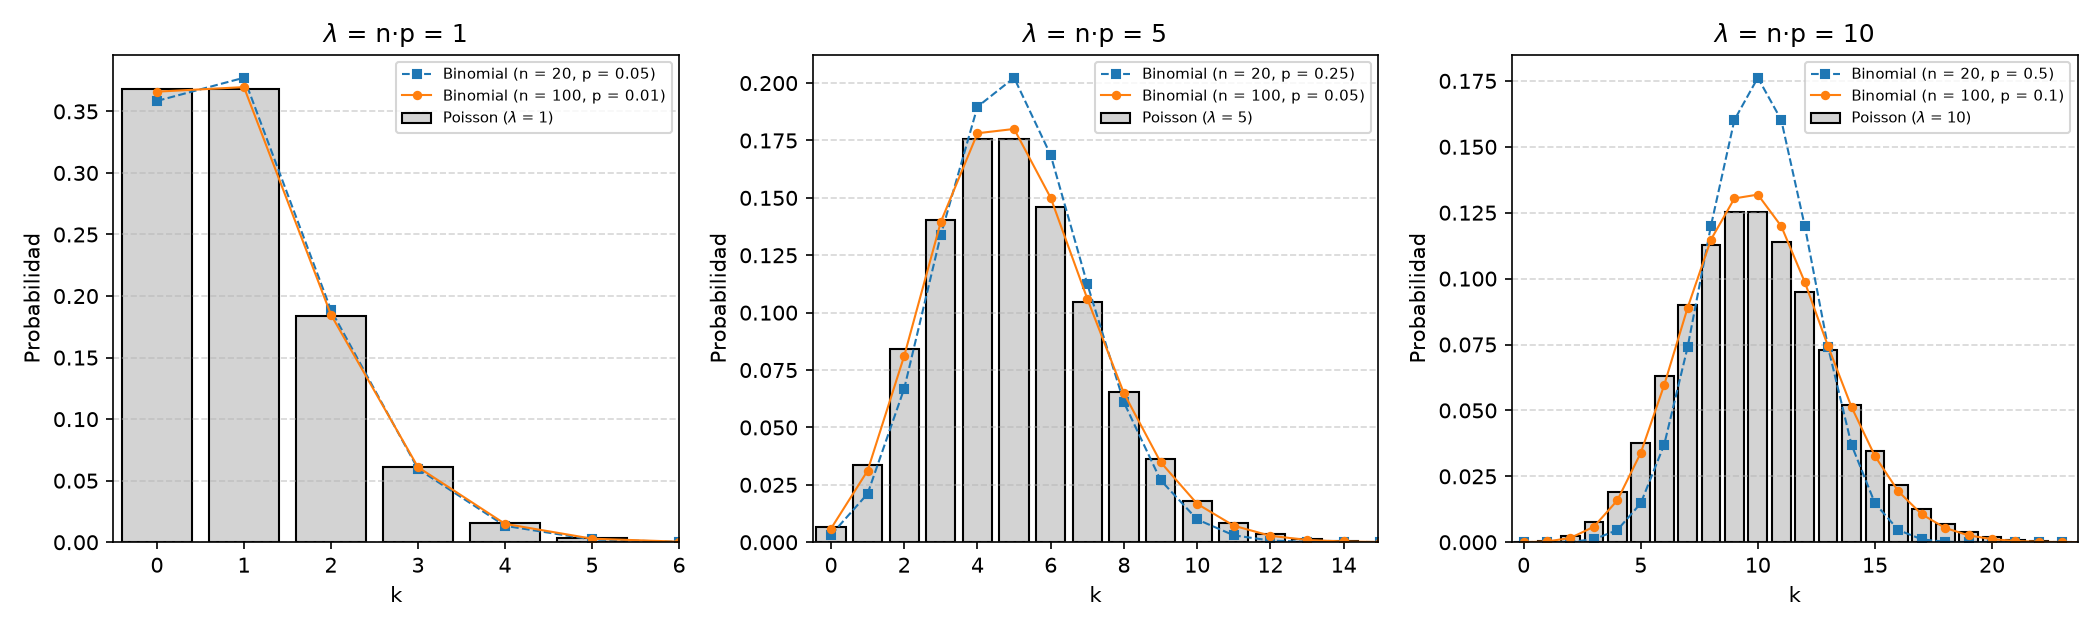 λ = n·p = 1
Binomial (n = 20, p = 0.05)
Binomial (n = 100, p = 0.01)
Poisson (λ = 1)
Probabilidad
0.35
0.30
0.25
0.20
0.15
0.10
0.05
0.00
0 1 2 3 4 5 6
k
λ = n·p = 5
Binomial (n = 20, p = 0.25)
Binomial (n = 100, p = 0.05)
Poisson (λ = 5)
Probabilidad
0.200
0.175
0.150
0.125
0.100
0.075
0.050
0.025
0.000
0 2 4 6 8 10 12 14
k
λ = n·p = 10
Binomial (n = 20, p = 0.5)
Binomial (n = 100, p = 0.1)
Poisson (λ = 10)
Probabilidad
0.175
0.150
0.125
0.100
0.075
0.050
0.025
0.000
0 5 10 15 20
k